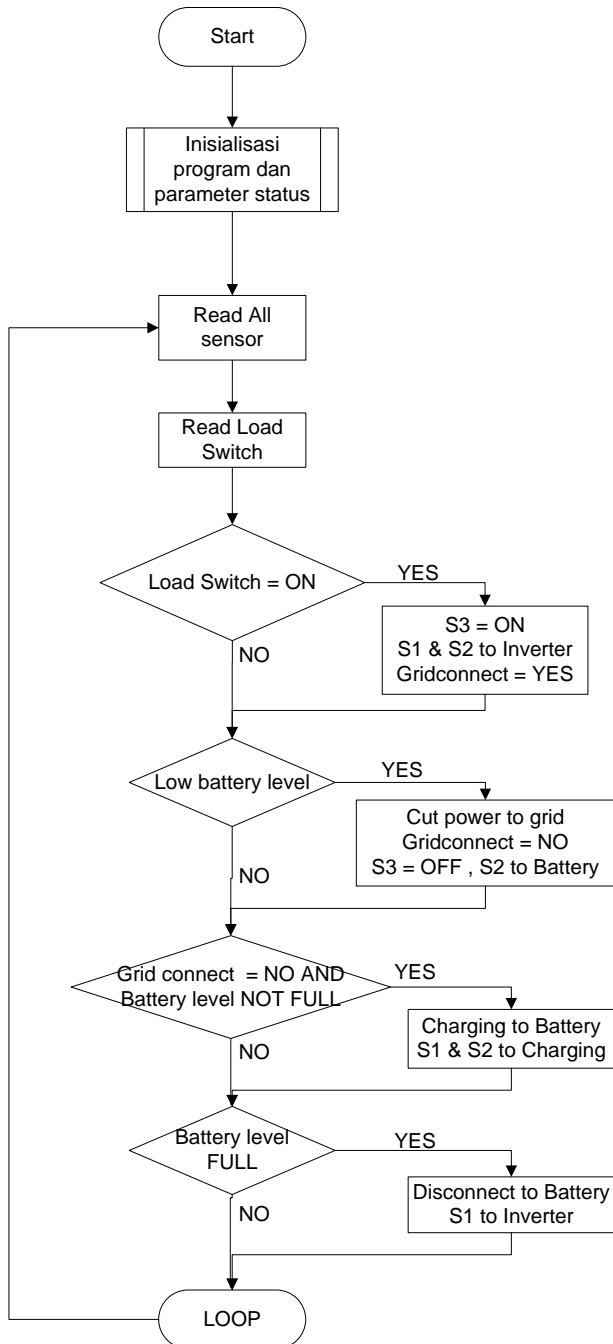 Start
Inisialisasi
program dan
parameter status
Read All
sensor
Read Load
Switch
Load Switch = ON
YES
S3 = ON
S1 & S2 to Inverter
Gridconnect = YES
NO
Low battery level
YES
Cut power to grid
Gridconnect = NO
S3 = OFF , S2 to Battery
NO
Grid connect  = NO AND
Battery level NOT FULL
YES
Charging to Battery
S1 & S2 to Charging
NO
Battery level
FULL
YES
Disconnect to Battery
S1 to Inverter
NO
LOOP